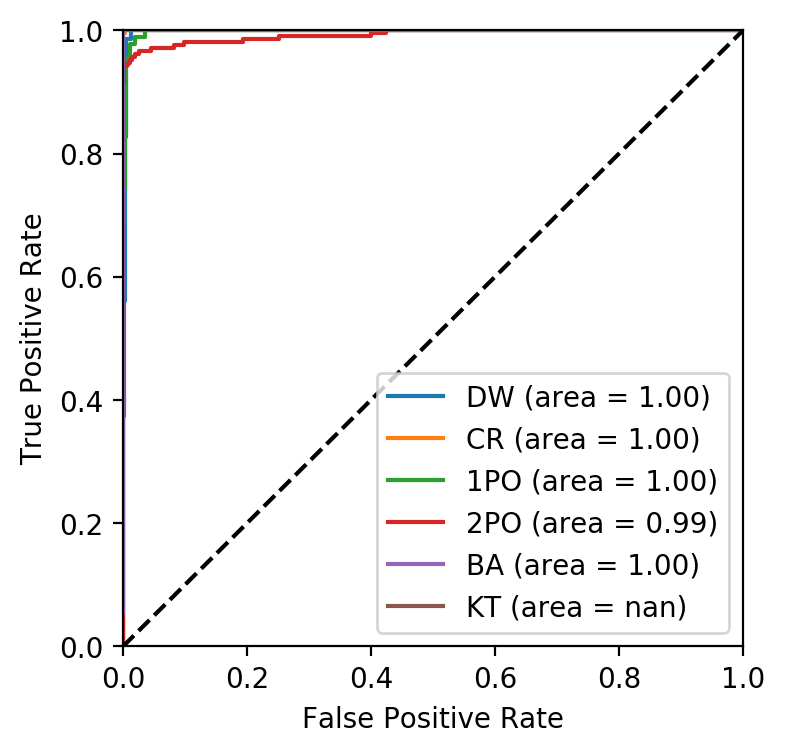 1.0
0.8
0.6
0.4
0.2
0.0
True Positive Rate
DW (area = 1.00)
CR (area = 1.00)
1PO (area = 1.00)
2PO (area = 0.99)
BA (area = 1.00)
KT (area = nan)
0.0 0.2 0.4 0.6 0.8 1.0
False Positive Rate